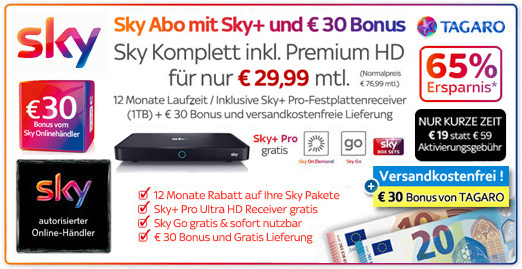 sky
Sky Abo mit Sky+ und € 30 Bonus
TAGARO
Sky Komplett inkl. Premium HD
für nur € 29,99 mtl.
(Normalpreis
€ 76,99 mtl.)
65%
Ersparnis*
12 Monate Laufzeit / Inklusive Sky+ Pro-Festplattenreceiver
(1TB) + € 30 Bonus und versandkostenfreie Lieferung
€30
Bonus vom
Sky Onlinehändler
NUR KURZE ZEIT
€ 19 statt € 59
Aktivierungsgebühr
sky
Sky+ Pro
gratis
Sky On Demand
go
Sky Go
sky
BOX SETS
sky
autorisierter
Online-Händler
12 Monate Rabatt auf Ihre Sky Pakete
Sky+ Pro Ultra HD Receiver gratis
Sky Go gratis & sofort nutzbar
€ 30 Bonus und Gratis Lieferung
Versandkostenfrei !
+
€ 30 Bonus von TAGARO
10
20